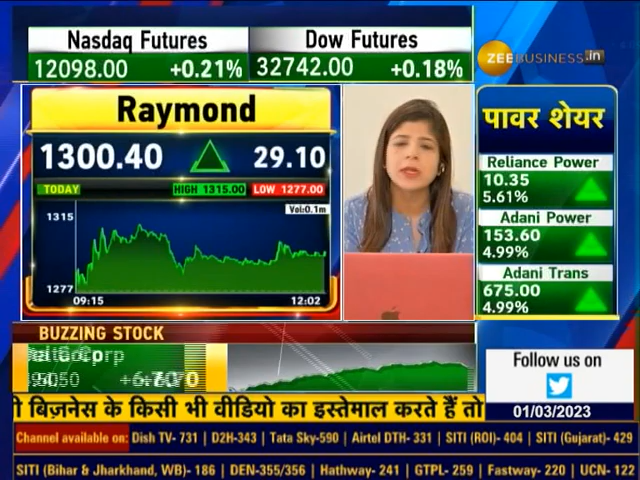 Nasdaq Futures
12098.00 +0.21%
Dow Futures
32742.00 +0.18%
ZEEBUSINESS.in
Raymond
1300.40 29.10
TODAY HIGH 1315.00 LOW 1277.00
Vol:0.1m
1315
1277
09:15 12:02
पावर शेयर
Reliance Power
10.35
5.61%
Adani Power
153.60
4.99%
Adani Trans
675.00
4.99%
BUZZING STOCK
Corp
Follow us on
01/03/2023
बिज़नेस के किसी भी वीडियो का इस्तेमाल करते हैं तो
Channel available on: Dish TV- 731 | D2H-343 | Tata Sky-590 | Airtel DTH- 331 | SITI (ROI)- 404 | SITI (Gujarat)- 429
SITI (Bihar & Jharkhand, WB)- 186 | DEN-355/356 | Hathway- 241 | GTPL- 259 | Fastway- 220 | UCN- 122